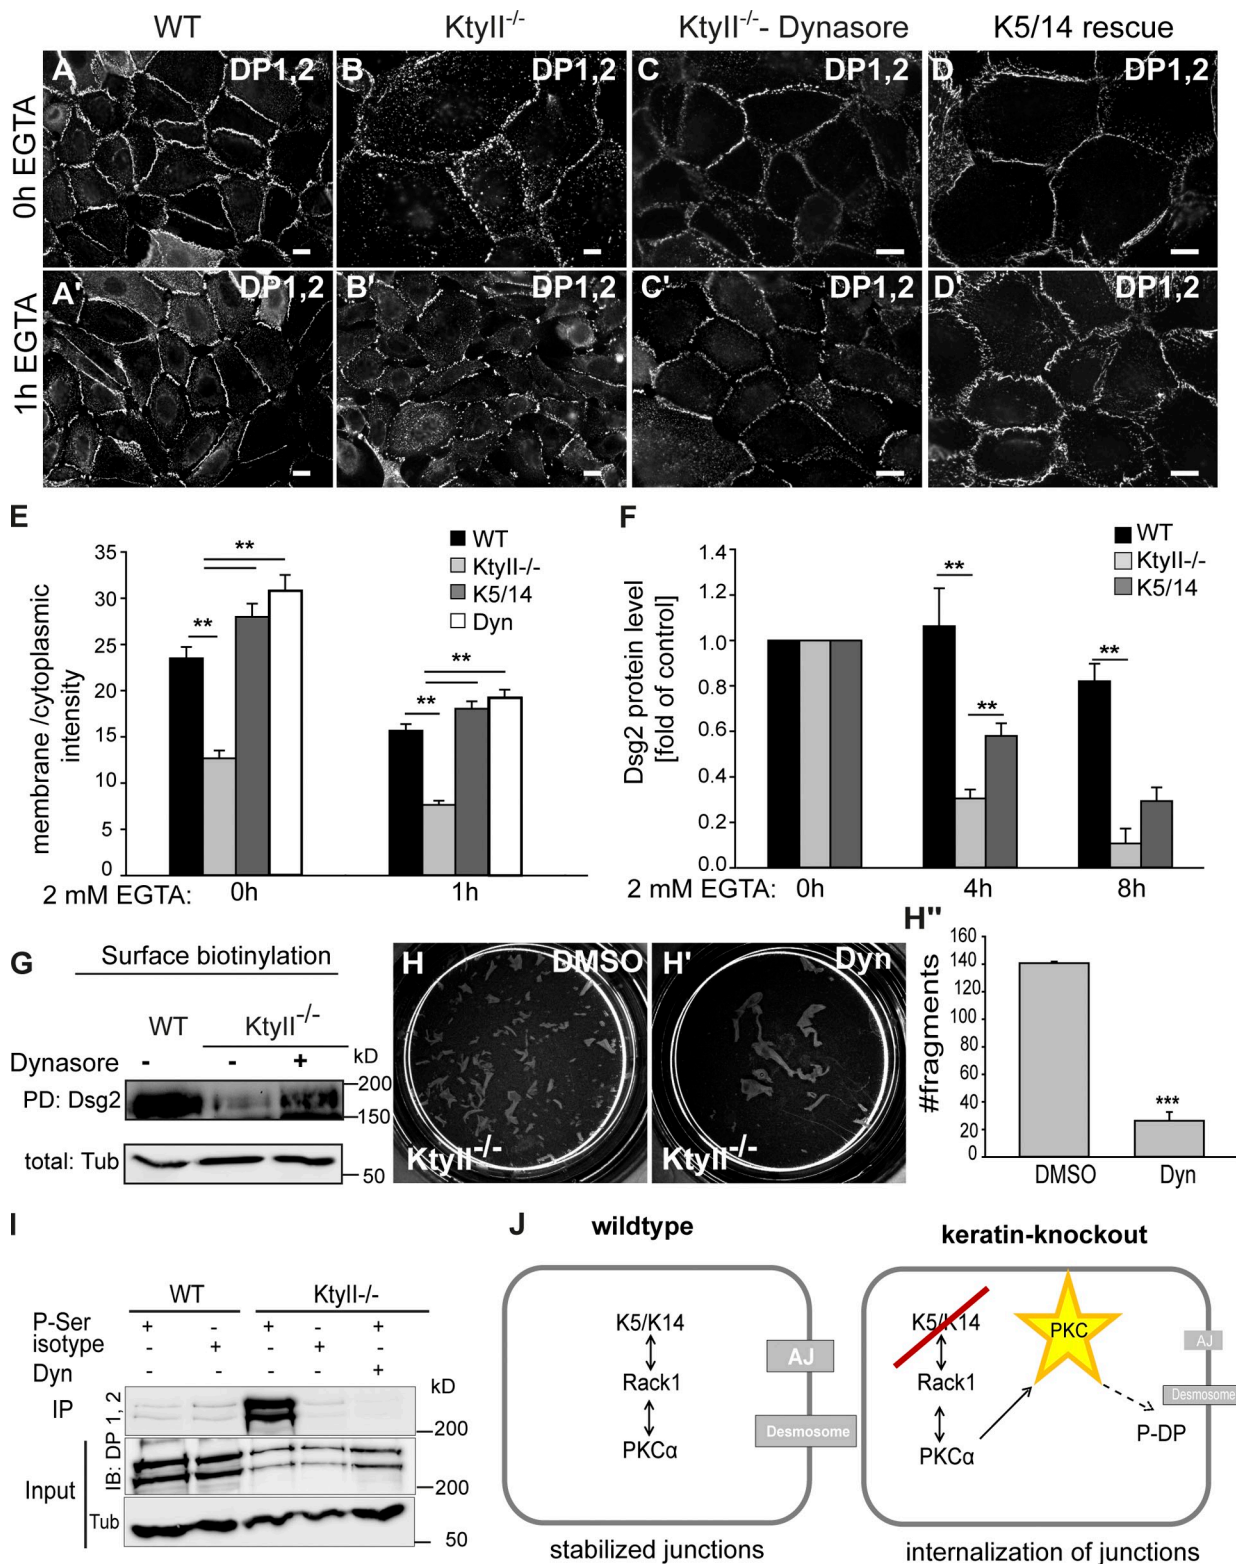 WT KtyII-/- KtyII-/-- Dynasore K5/14 rescue
0h EGTA
A DP1,2 B DP1,2 C DP1,2 D DP1,2
1h EGTA
A' DP1,2 B' DP1,2 C' DP1,2 D' DP1,2
E
membrane /cytoplasmic
intensity
35
30
25
20
15
10
5
0
** ** ** **
WT
KtyII-/-
K5/14
Dyn
2 mM EGTA: 0h 1h
F
Dsg2 protein level
[fold of control]
1.4
1.2
1.0
0.8
0.6
0.4
0.2
0.0
** ** **
WT
KtyII-/-
K5/14
2 mM EGTA: 0h 4h 8h
G
Surface biotinylation
WT KtyII-/-
Dynasore - - + kD
PD: Dsg2
200
150
total: Tub
50
H DMSO
KtyII-/-
H' Dyn
KtyII-/-
H''
#fragments
160
140
120
100
80
60
40
20
0
***
DMSO Dyn
I
WT KtyII-/-
P-Ser + - + - +
isotype - + - + -
Dyn - - - - +
kD
IP
Input
IB: DP 1, 2
200
200
Tub
50
J
wildtype
K5/K14
Rack1
PKCα
AJ
Desmosome
stabilized junctions
keratin-knockout
K5/K14
Rack1
PKCα
PKC
P-DP
AJ
Desmosome
internalization of junctions